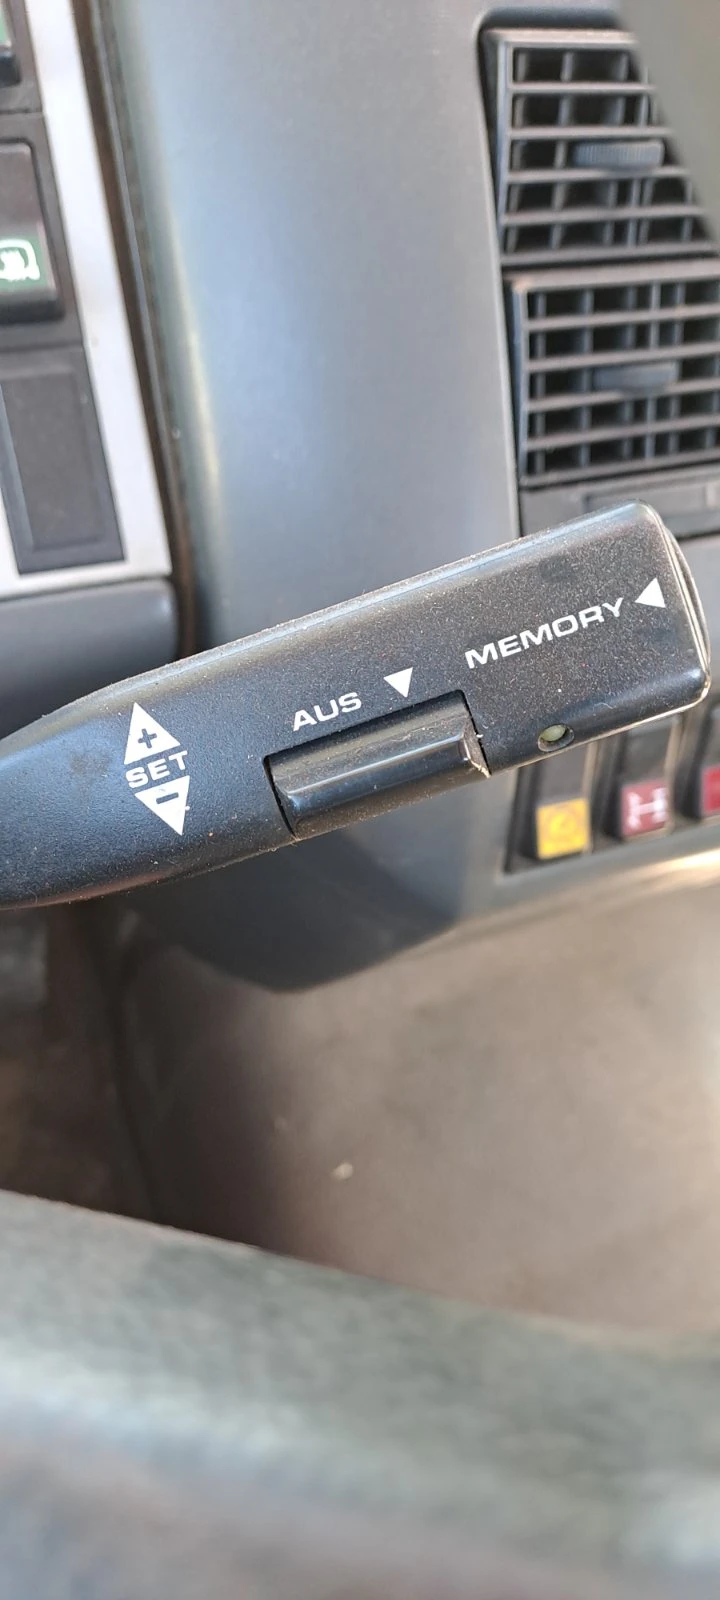 MEMORY
AUS
+
SET
-